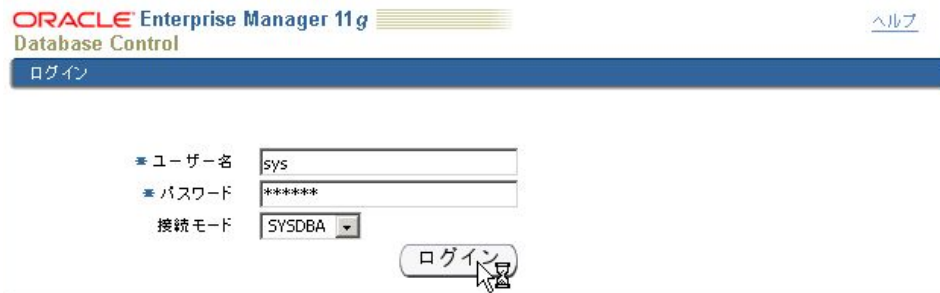 ORACLE Enterprise Manager 11g
Database Control
ヘルプ
ログイン
* ユーザー名 sys
* パスワード ******
接続モード SYSDBA
ログイン